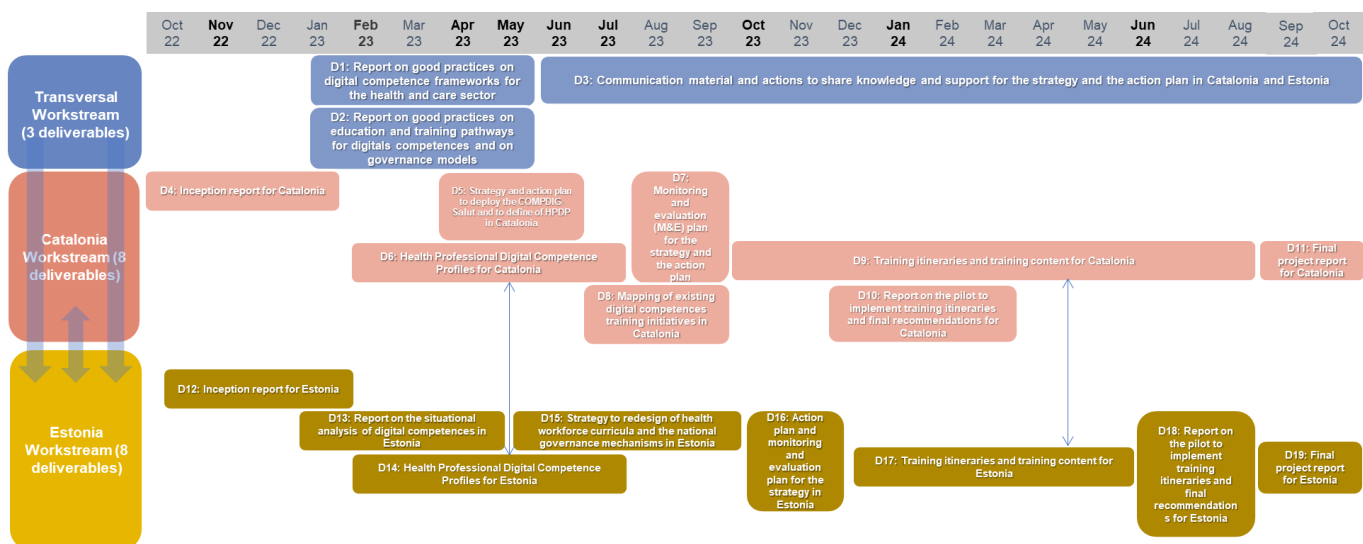 Oct Nov Dec Jan Feb Mar Apr May Jun Jul Aug Sep Oct Nov Dec Jan Feb Mar Apr May Jun Jul Aug Sep Oct
22 22 22 23 23 23 23 23 23 23 23 23 23 23 23 24 24 24 24 24 24 24 24 24 24
Transversal
Workstream
(3 deliverables)
D1: Report on good practices on
digital competence frameworks for
the health and care sector
D3: Communication material and actions to share knowledge and support for the strategy and the action plan in Catalonia and Estonia
D2: Report on good practices on
education and training pathways
for digitals competences and on
governance models
Catalonia
Workstream (8
deliverables)
D4: Inception report for Catalonia
D5: Strategy and action plan
to deploy the COMPDIG
Salut and to define of HPDP
in Catalonia
D6: Health Professional Digital Competence
Profiles for Catalonia
D7:
Monitoring
and
evaluation
(M&E) plan
for the
strategy and
the action
plan
D8: Mapping of existing
digital competences
training initiatives in
Catalonia
D9: Training itineraries and training content for Catalonia
D10: Report on the pilot to
implement training itineraries
and final recommendations for
Catalonia
D11: Final
project report
for Catalonia
Estonia
Workstream (8
deliverables)
D12: Inception report for Estonia
D13: Report on the situational
analysis of digital competences in
Estonia
D14: Health Professional Digital Competence
Profiles for Estonia
D15: Strategy to redesign of health
workforce curricula and the national
governance mechanisms in Estonia
D16: Action
plan and
monitoring
and
evaluation
plan for the
strategy in
Estonia
D17: Training itineraries and training content for
Estonia
D18: Report on
the pilot to
implement
training
itineraries and
final
recommendation
s for Estonia
D19: Final
project report
for Estonia